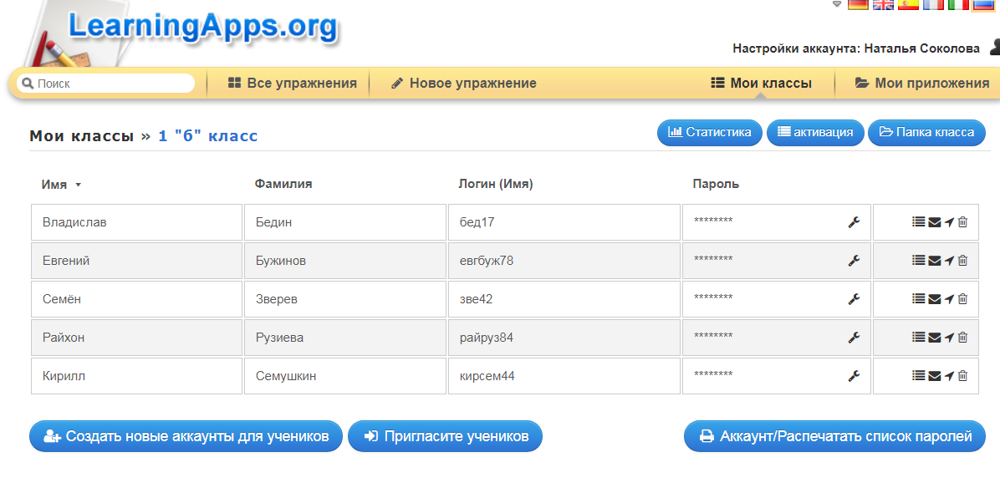 LearningApps.org
Настройки аккаунта: Наталья Соколова
Поиск
Все упражнения
Новое упражнение
Мои классы
Мои приложения
Мои классы » 1 "б" класс
Статистика
активация
Папка класса
Имя Фамилия Логин (Имя) Пароль
Владислав Бедин бед17 ********
Евгений Бужинов евгбуж78 ********
Семён Зверев зве42 ********
Райхон Рузиева райруз84 ********
Кирилл Семушкин кирсем44 ********
Создать новые аккаунты для учеников
Пригласите учеников
Аккаунт/Распечатать список паролей